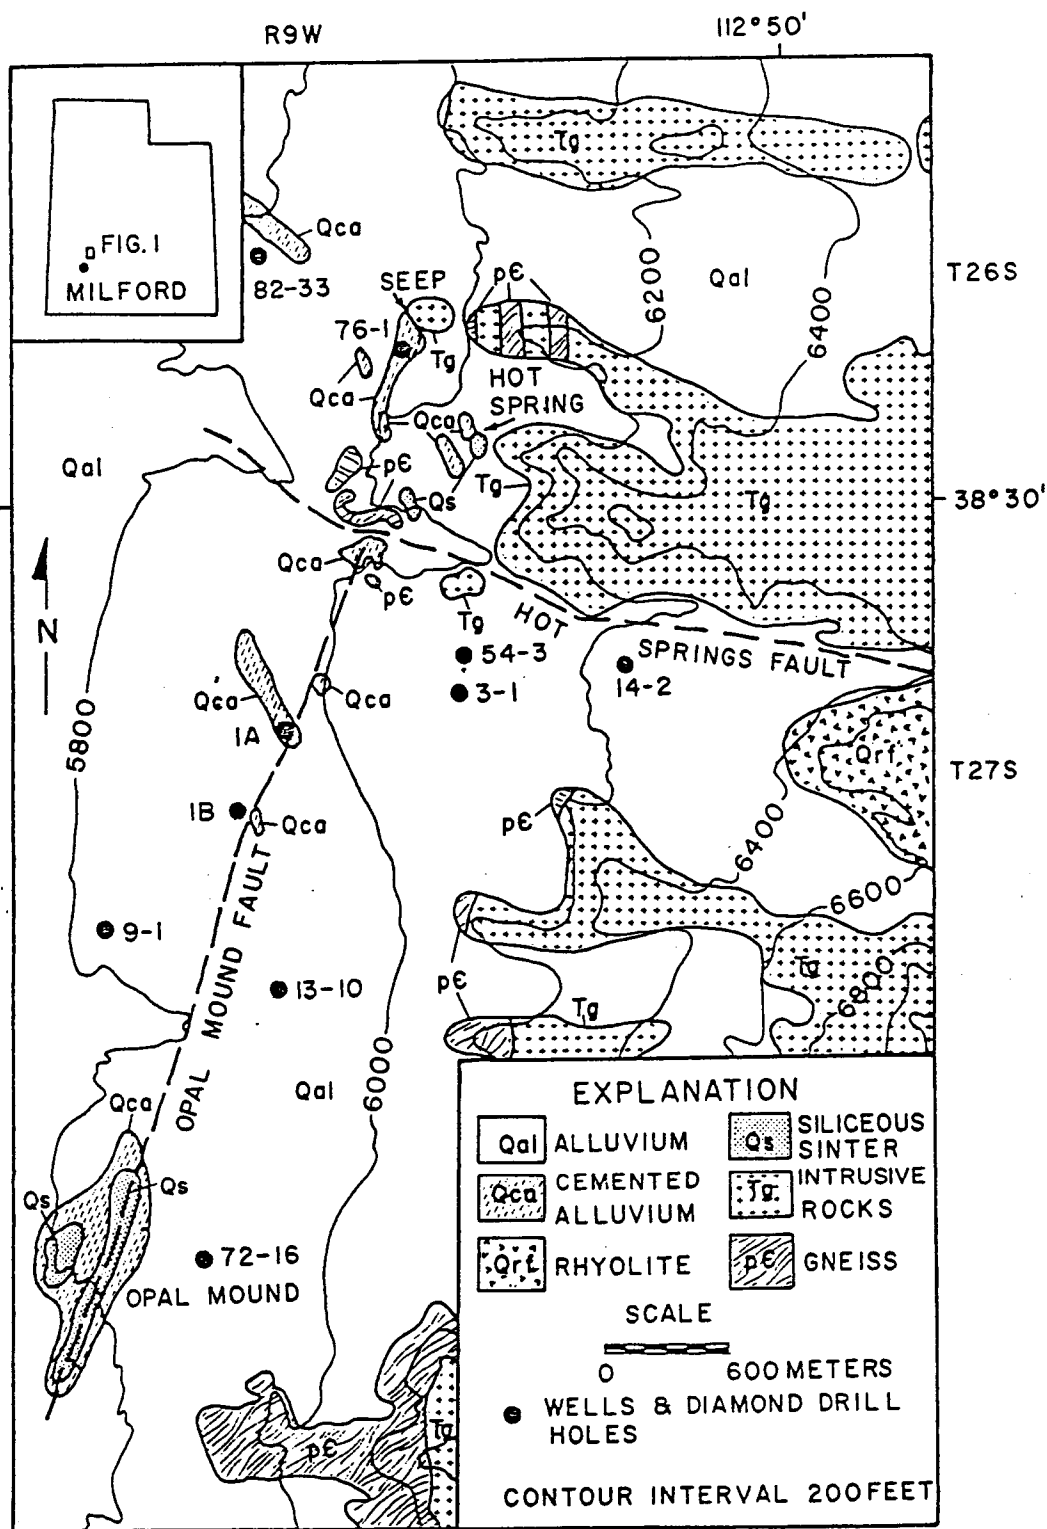 R9W
112°50'
FIG. 1
MILFORD
Qca
82-33
SEEP
76-1
Tg
Qca
Tg
pЄ
6200
Qal
6400
T26S
HOT
SPRING
Qca
Qal
pЄ
Qs
Tg
Tg
38°30'
Qca
pЄ
Tg
HOT
SPRINGS FAULT
N
54-3
3-1
14-2
Qca
Qca
1A
5800
Qrf
T27S
1B
Qca
pЄ
6400
6600
OPAL MOUND FAULT
9-1
13-10
pЄ
Tg
Tg
6800
Qal
6000
Qca
Qs
Qs
72-16
OPAL MOUND
pЄ
Tg
EXPLANATION
Qal ALLUVIUM
Qs SILICEOUS
SINTER
Qca CEMENTED
ALLUVIUM
Tg INTRUSIVE
ROCKS
Qrf RHYOLITE
pЄ GNEISS
SCALE
0 600 METERS
WELLS & DIAMOND DRILL
HOLES
CONTOUR INTERVAL 200 FEET